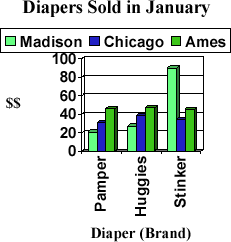 Diapers Sold in January
Madison Chicago Ames
100
80
60
40
20
0
$$
Pamper
Huggies
Stinker
Diaper (Brand)